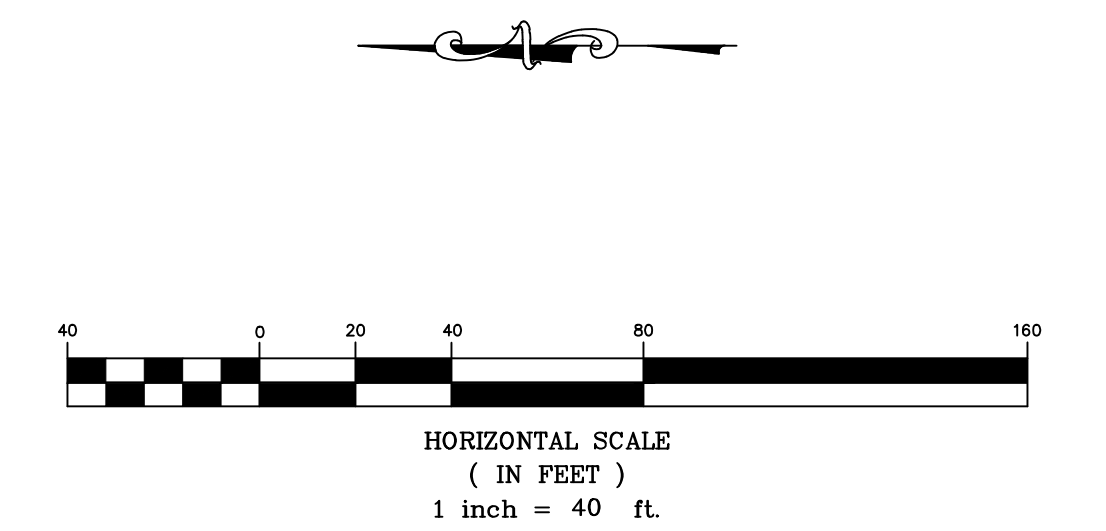 N
40 0 20 40 80 160
HORIZONTAL SCALE
( IN FEET )
1 inch = 40 ft.